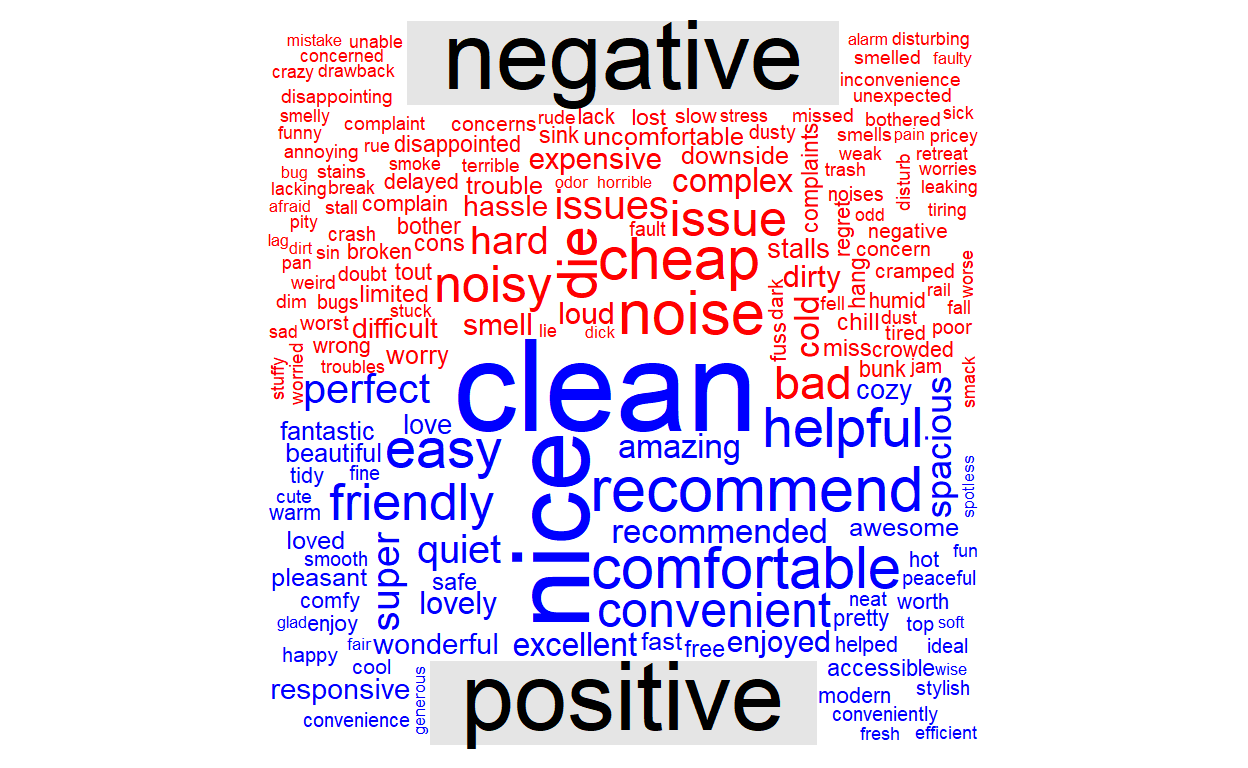 negative
mistake unable alarm disturbing
concerned smelled faulty
crazy drawback inconvenience
disappointing unexpected
smelly complaint concerns rude lack lost slow stress missed bothered sick
funny rue disappointed sink uncomfortable dusty complaints smells pain pricey
annoying smoke terrible expensive downside weak retreat
bug stains odor horrible complex trash disturb worries
lacking break delayed trouble noises leaking
afraid stall complain hassle issues issue regret odd tiring
pity bother fault negative
lag dirt crash cons hard die cheap stalls concern
pan sin broken noisy dirty hang cramped worse
weird doubt tout dark rail
dim bugs limited loud noise cold fell humid fall
stuck chill dust
sad worst difficult smell lie dick fuss tired poor
wrong worry miss crowded
stuffy worried troubles bad bunk jam smack
perfect clean cozy
fantastic love helpful spacious
beautiful easy nice amazing
tidy fine recommend spotless
cute friendly
warm recommended awesome
loved super quiet hot fun
smooth comfortable
pleasant safe peaceful
comfy lovely convenient neat worth
glad enjoy pretty top soft
happy fair wonderful excellent fast free enjoyed helped ideal
cool accessible wise
responsive generous modern stylish
convenience conveniently
fresh efficient
positive